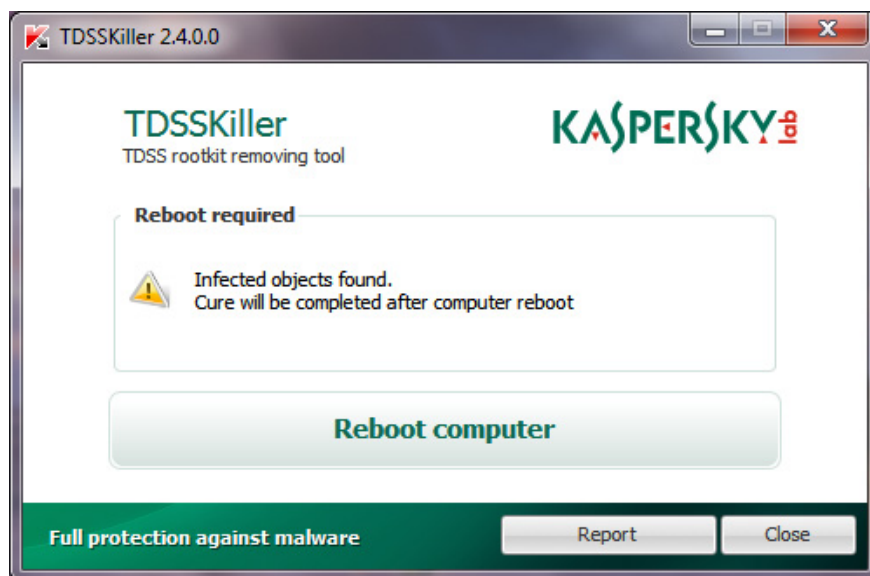 TDSSKiller 2.4.0.0
TDSSKiller
TDSS rootkit removing tool
KASPERSKY lab
Reboot required
Infected objects found.
Cure will be completed after computer reboot
Reboot computer
Full protection against malware
Report
Close